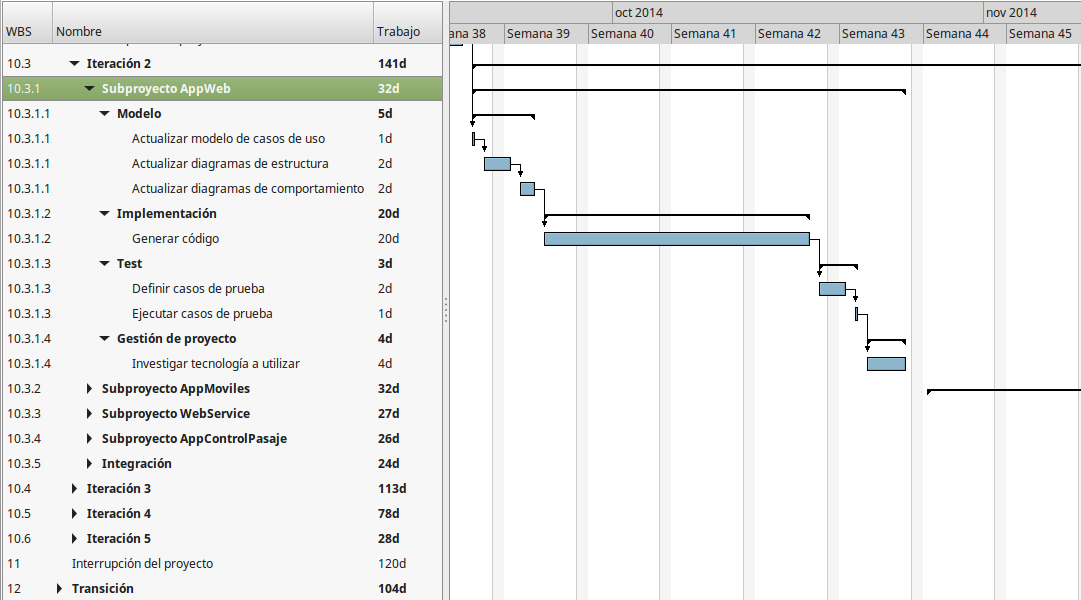 oct 2014 nov 2014
WBS Nombre Trabajo ana 38 Semana 39 Semana 40 Semana 41 Semana 42 Semana 43 Semana 44 Semana 45
10.3 Iteración 2 141d
10.3.1 Subproyecto AppWeb 32d
10.3.1.1 Modelo 5d
10.3.1.1 Actualizar modelo de casos de uso 1d
10.3.1.1 Actualizar diagramas de estructura 2d
10.3.1.1 Actualizar diagramas de comportamiento 2d
10.3.1.2 Implementación 20d
10.3.1.2 Generar código 20d
10.3.1.3 Test 3d
10.3.1.3 Definir casos de prueba 2d
10.3.1.3 Ejecutar casos de prueba 1d
10.3.1.4 Gestión de proyecto 4d
10.3.1.4 Investigar tecnología a utilizar 4d
10.3.2 Subproyecto AppMoviles 32d
10.3.3 Subproyecto WebService 27d
10.3.4 Subproyecto AppControlPasaje 26d
10.3.5 Integración 24d
10.4 Iteración 3 113d
10.5 Iteración 4 78d
10.6 Iteración 5 28d
11 Interrupción del proyecto 120d
12 Transición 104d